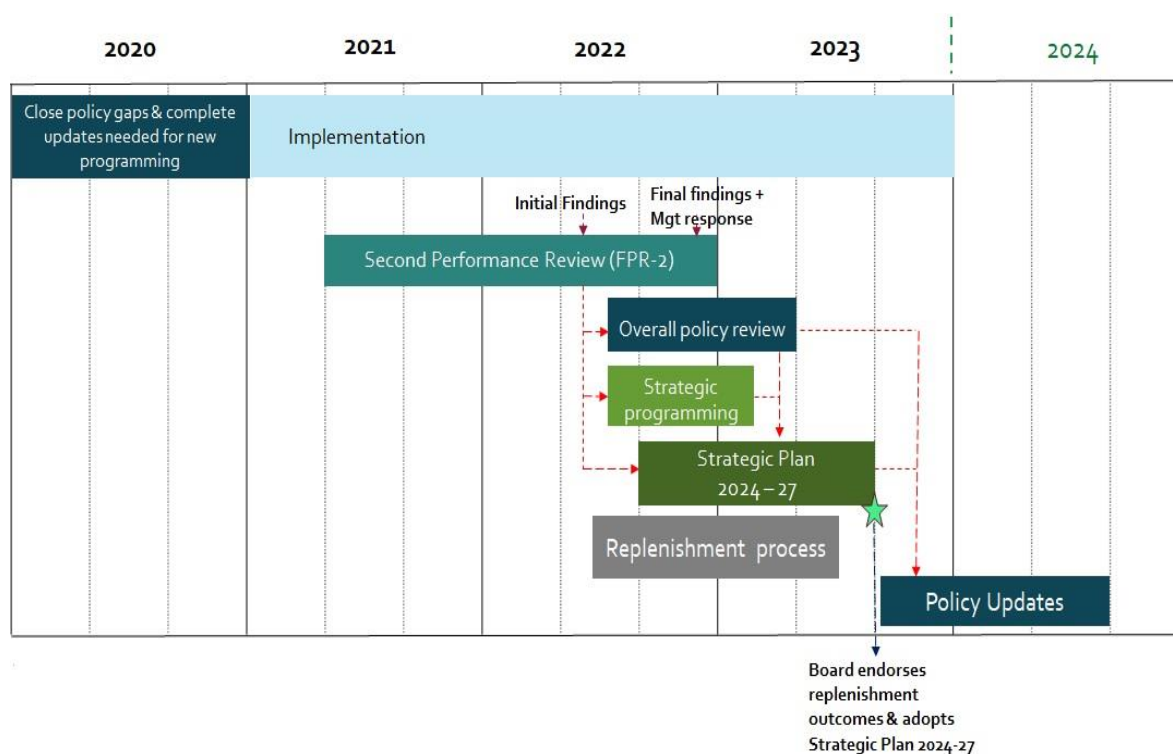 2020
2021
2022
2023
2024
Close policy gaps & complete
updates needed for new
programming
Implementation
Initial Findings
Final findings +
Mgt response
Second Performance Review (FPR-2)
Overall policy review
Strategic
programming
Strategic Plan
2024 – 27
Replenishment process
Policy Updates
Board endorses
replenishment
outcomes & adopts
Strategic Plan 2024-27